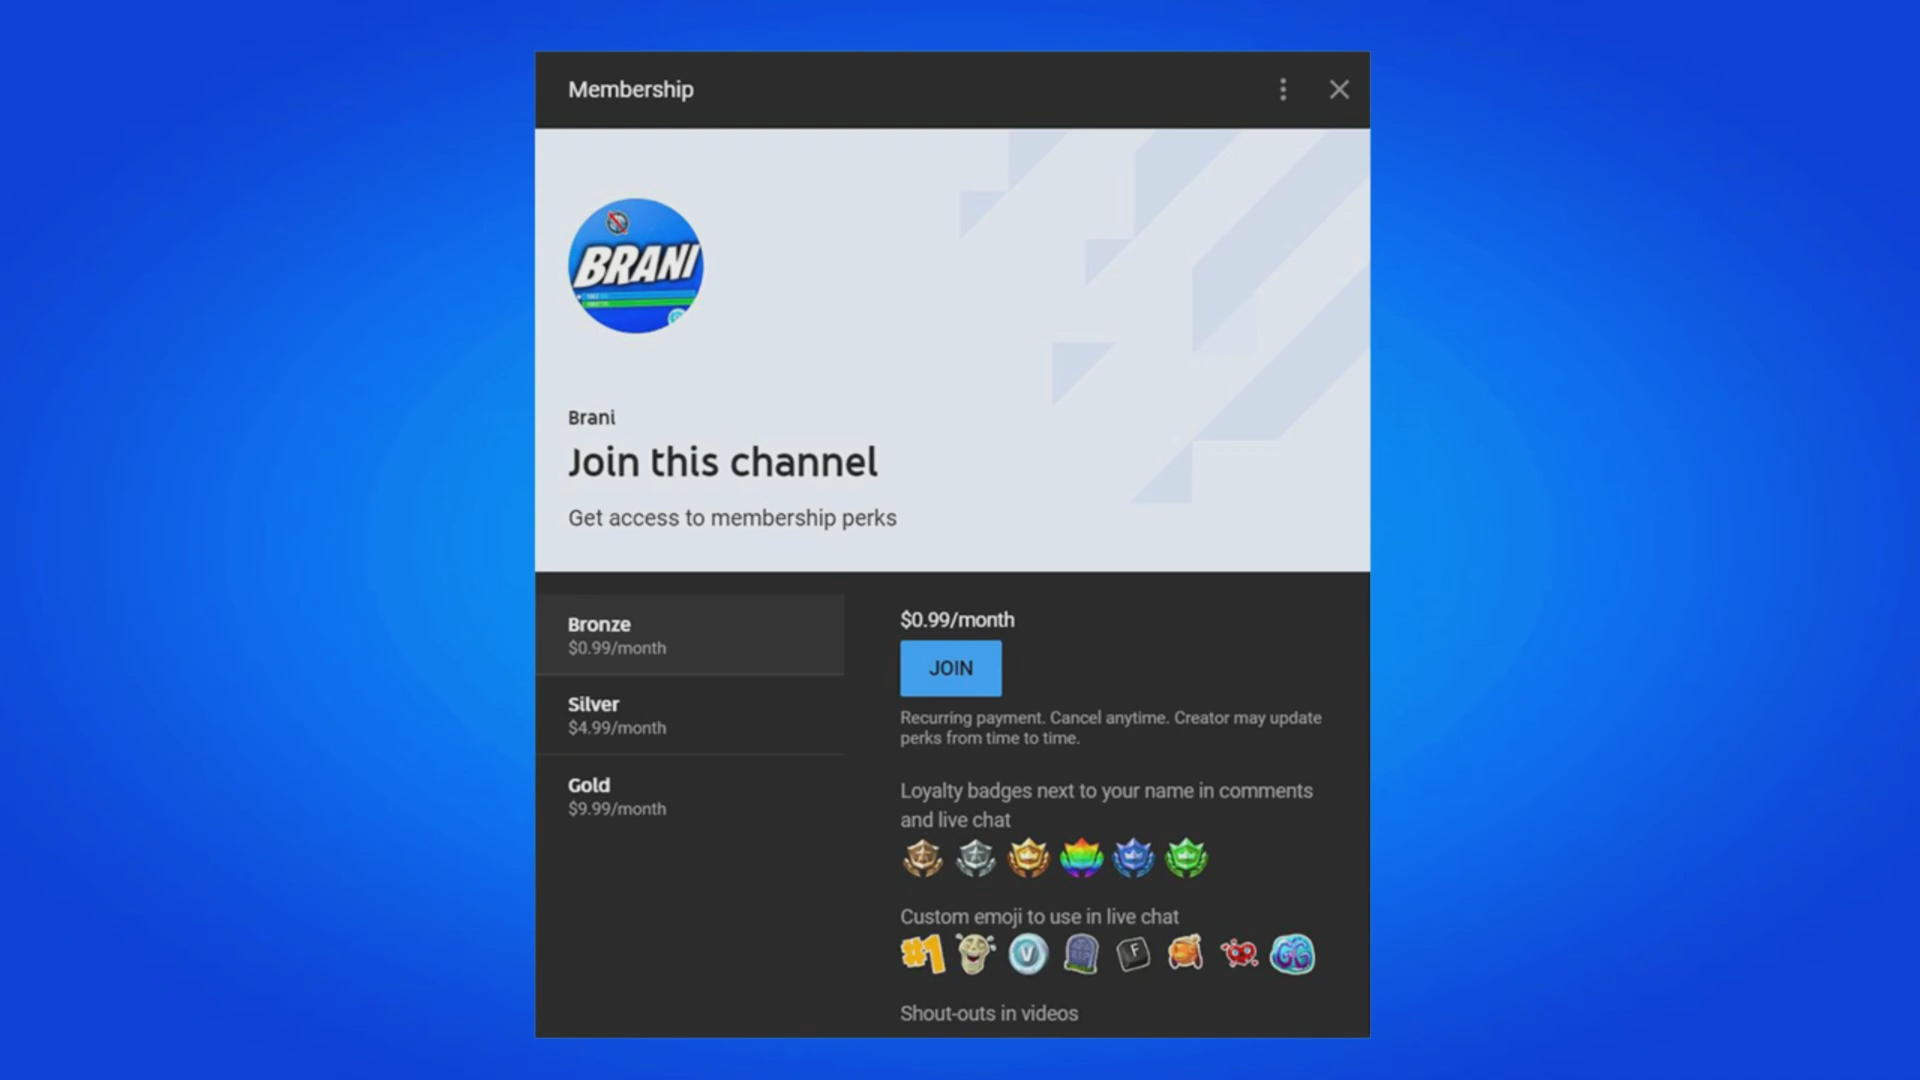 Membership
BRANI
Brani
Join this channel
Get access to membership perks
Bronze
$0.99/month
Silver
$4.99/month
Gold
$9.99/month
$0.99/month
JOIN
Recurring payment. Cancel anytime. Creator may update
perks from time to time.
Loyalty badges next to your name in comments
and live chat
Custom emoji to use in live chat
#1 V RIP F GG
Shout-outs in videos